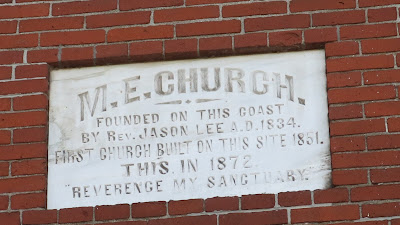 M. E. CHURCH.
FOUNDED ON THIS COAST
BY REV. JASON LEE A.D. 1834.
FIRST CHURCH BUILT ON THIS SITE 1851.
THIS. IN 1872.
"REVERENCE MY SANCTUARY."